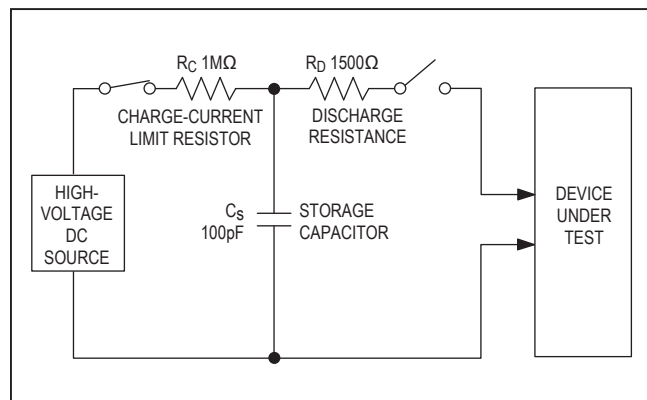 RC 1MΩ
CHARGE-CURRENT
LIMIT RESISTOR
RD 1500Ω
DISCHARGE
RESISTANCE
HIGH-
VOLTAGE
DC
SOURCE
CS
100pF
STORAGE
CAPACITOR
DEVICE
UNDER
TEST